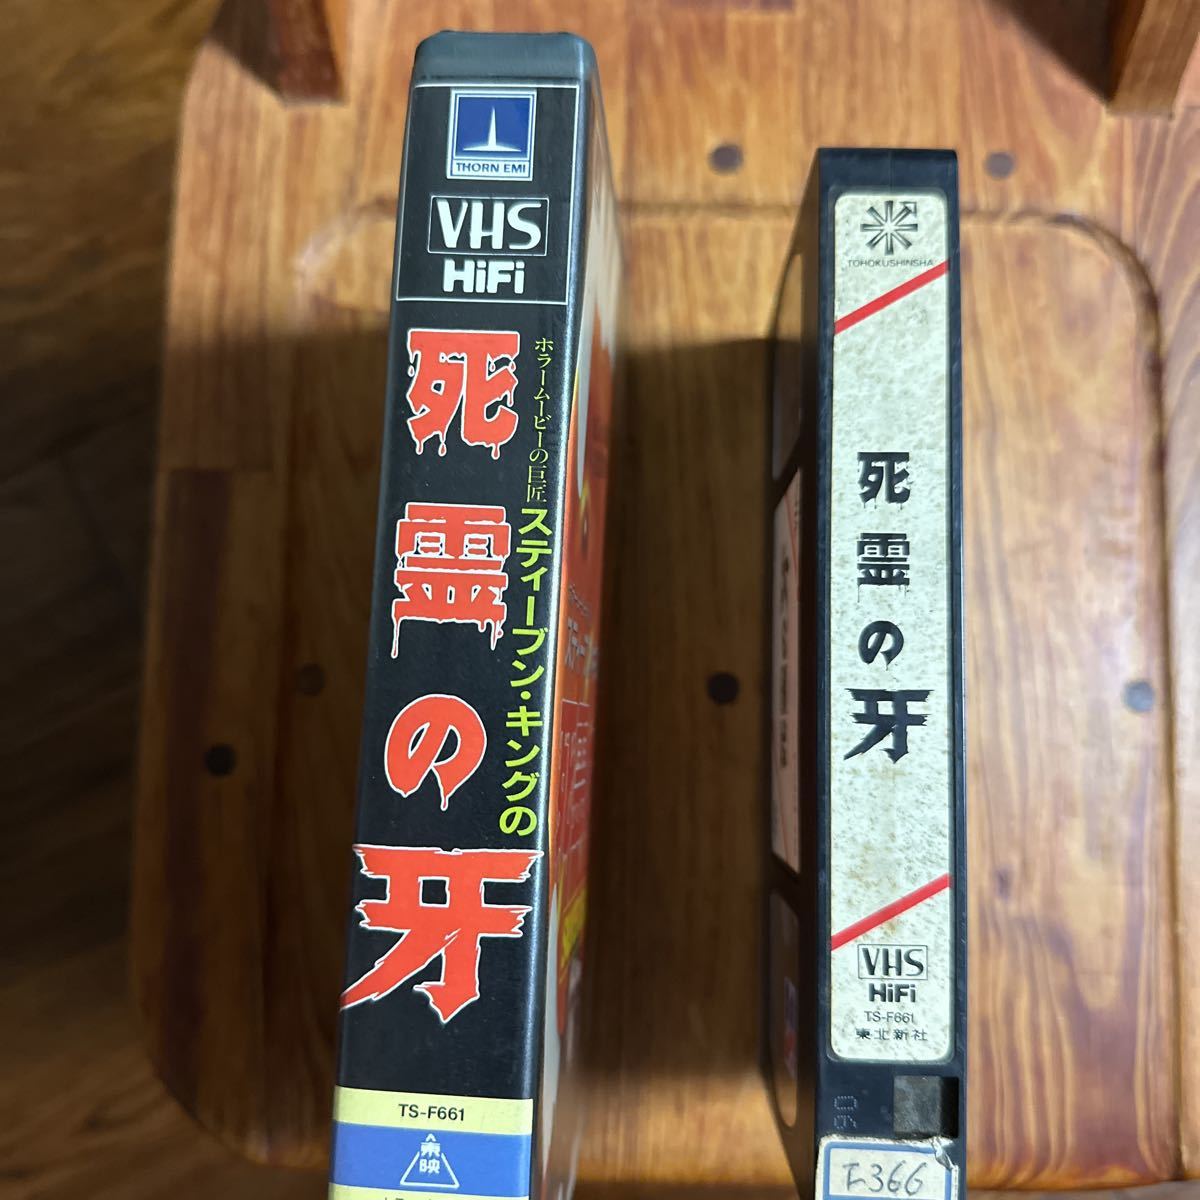 THORN EMI
VHS
HiFi
ホラームービーの巨匠
スティーブン・キングの
死霊の牙
TS-F661
東映
TOHOKUSHINSHA
死霊の牙
VHS
HiFi
TS-F661
東北新社